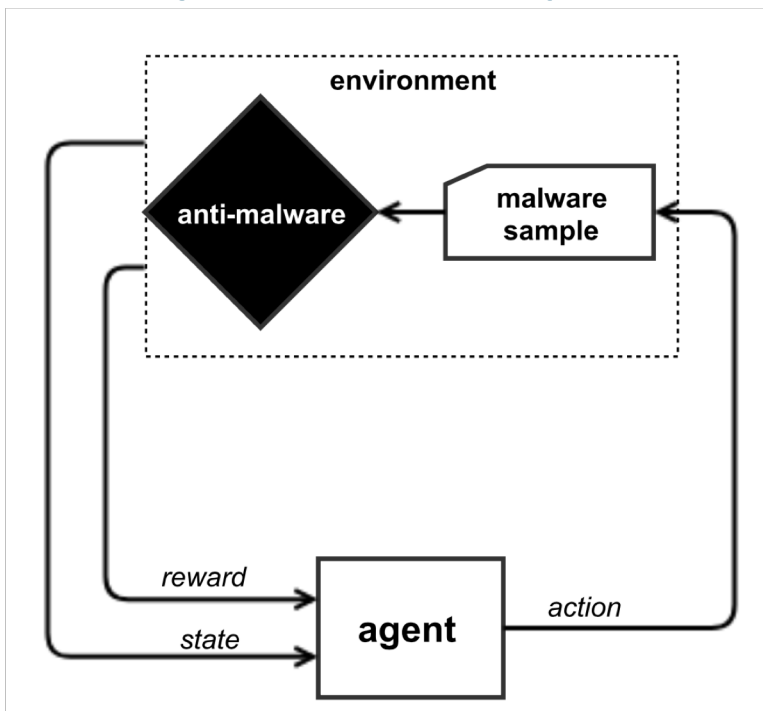 environment
anti-malware
malware
sample
reward
state
agent
action